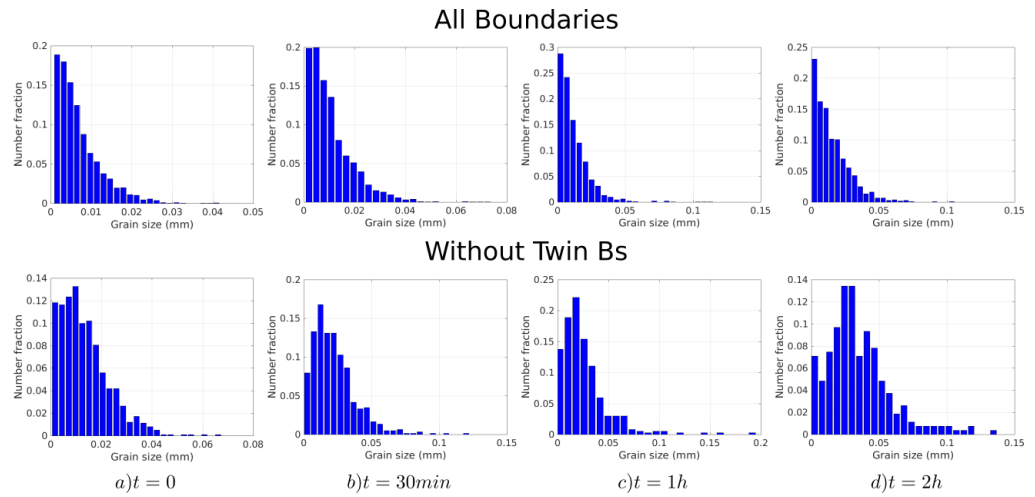 All Boundaries
0.2
0.15
0.1
0.05
0
Number fraction
0.01 0.02 0.03 0.04 0.05
Grain size (mm)
0.2
0.15
0.1
0.05
0
Number fraction
0 0.02 0.04 0.06 0.08
Grain size (mm)
0.3
0.25
0.2
0.15
0.1
0.05
0
Number fraction
0 0.05 0.1 0.15
Grain size (mm)
0.25
0.2
0.15
0.1
0.05
0
Number fraction
0 0.05 0.1 0.15
Grain size (mm)
Without Twin Bs
0.14
0.12
0.1
0.08
0.06
0.04
0.02
0
Number fraction
0 0.02 0.04 0.06 0.08
Grain size (mm)
0.2
0.15
0.1
0.05
0
Number fraction
0 0.05 0.1 0.15
Grain size (mm)
0.25
0.2
0.15
0.1
0.05
0
Number fraction
0 0.05 0.1 0.15 0.2
Grain size (mm)
0.14
0.12
0.1
0.08
0.06
0.04
0.02
0
Number fraction
0 0.05 0.1 0.15
Grain size (mm)
a)t = 0 b)t = 30min c)t = 1h d)t = 2h